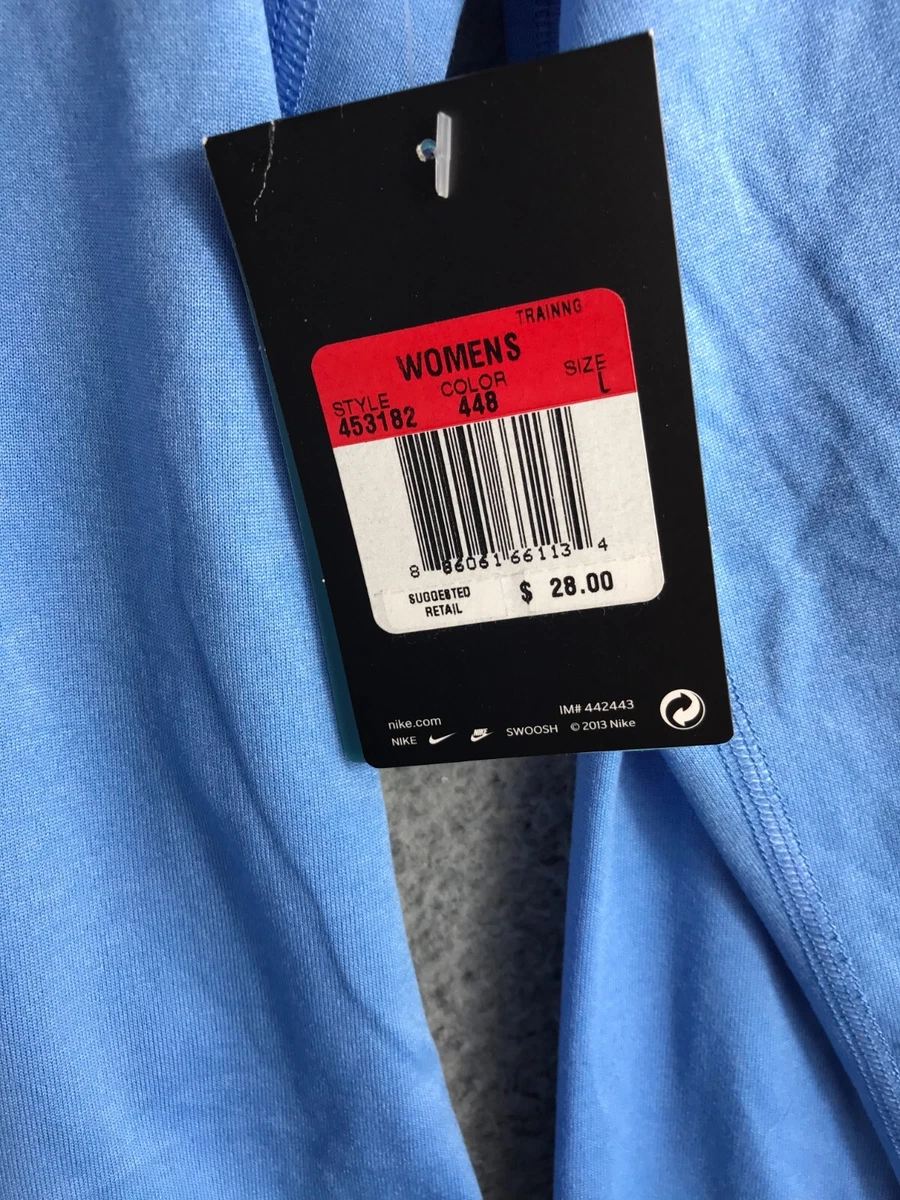 TRAINNG
WOMENS
STYLE COLOR SIZE
453182 448 L
8 86061 66113 4
SUGGESTED $ 28.00
RETAIL
nike.com IM# 442443
NIKE NIKE SWOOSH © 2013 Nike